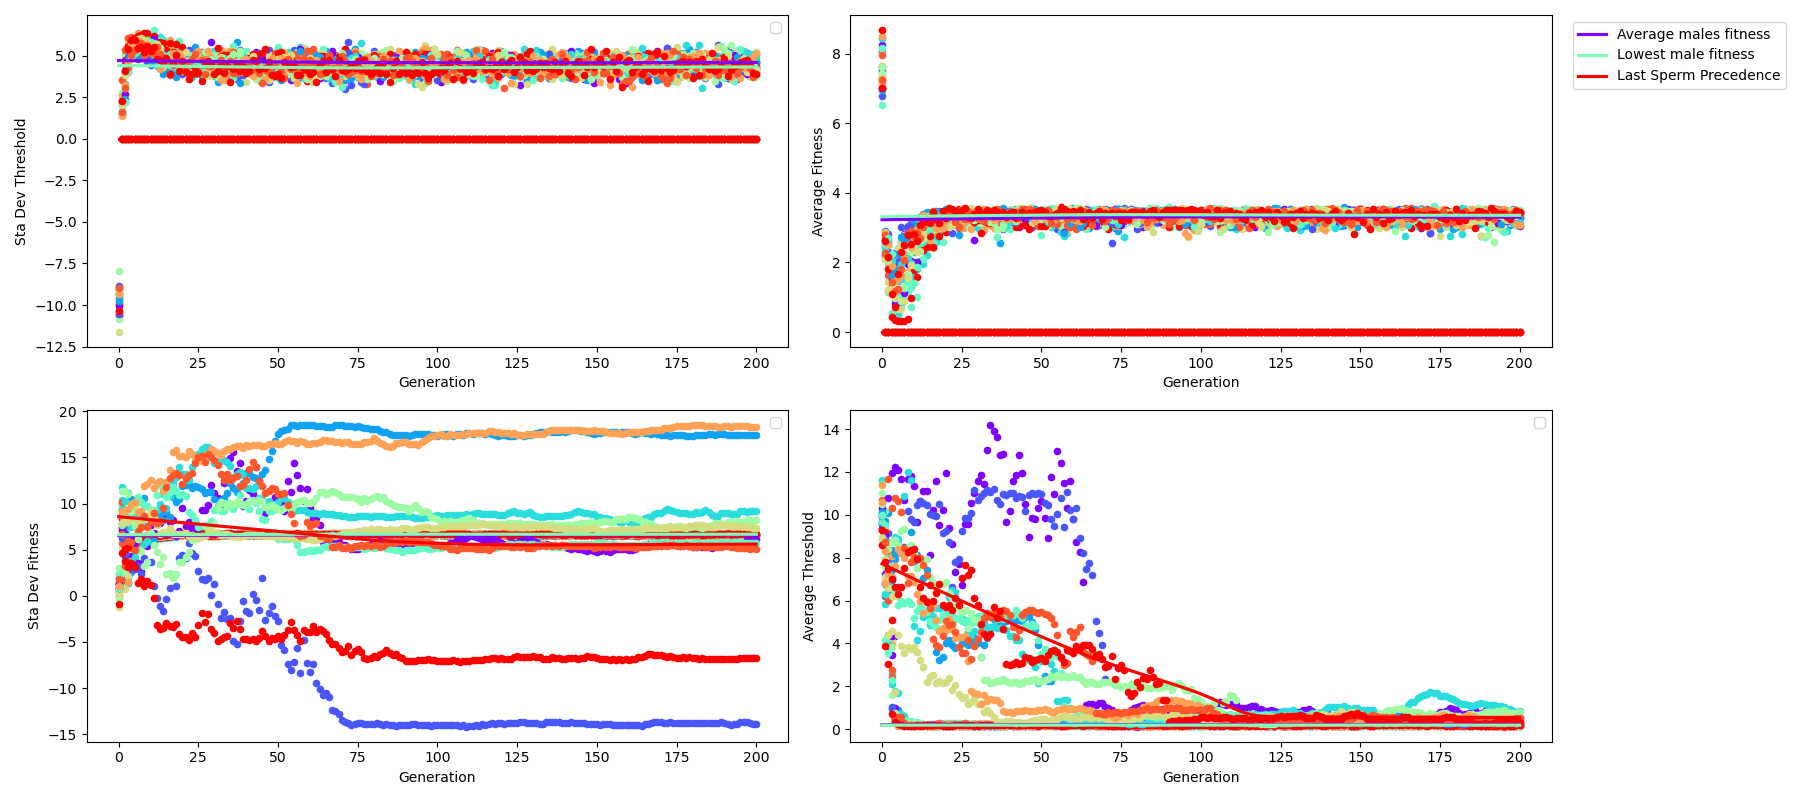 Sta Dev Threshold
5.0
2.5
0.0
−2.5
−5.0
−7.5
−10.0
−12.5
0 25 50 75 100 125 150 175 200
Generation
Average Fitness
8
6
4
2
0
0 25 50 75 100 125 150 175 200
Generation
Average males fitness
Lowest male fitness
Last Sperm Precedence
Sta Dev Fitness
20
15
10
5
0
−5
−10
−15
0 25 50 75 100 125 150 175 200
Generation
Average Threshold
14
12
10
8
6
4
2
0
0 25 50 75 100 125 150 175 200
Generation